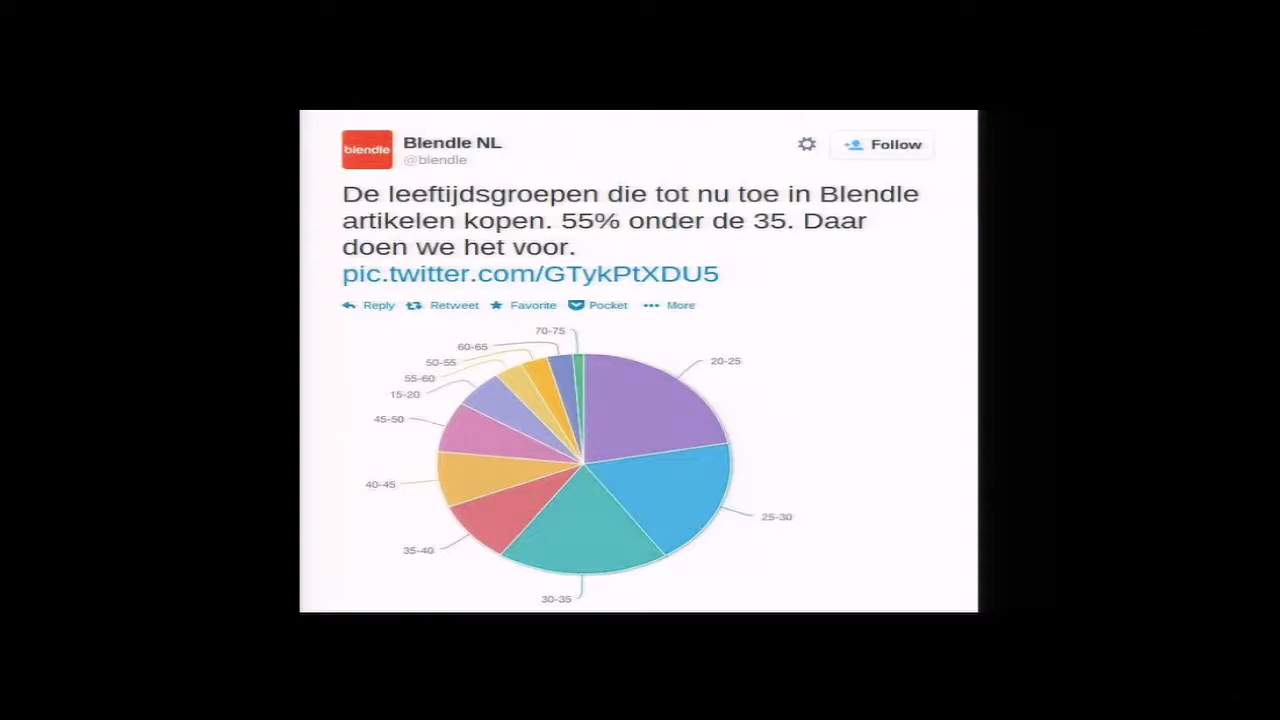 blendle
Blendle NL
@blendle
Follow
De leeftijdsgroepen die tot nu toe in Blendle
artikelen kopen. 55% onder de 35. Daar
doen we het voor.
pic.twitter.com/GTykPtXDU5
Reply Retweet Favorite Pocket More
70-75
60-65
20-25
50-55
55-60
15-20
45-50
40-45
25-30
35-40
30-35